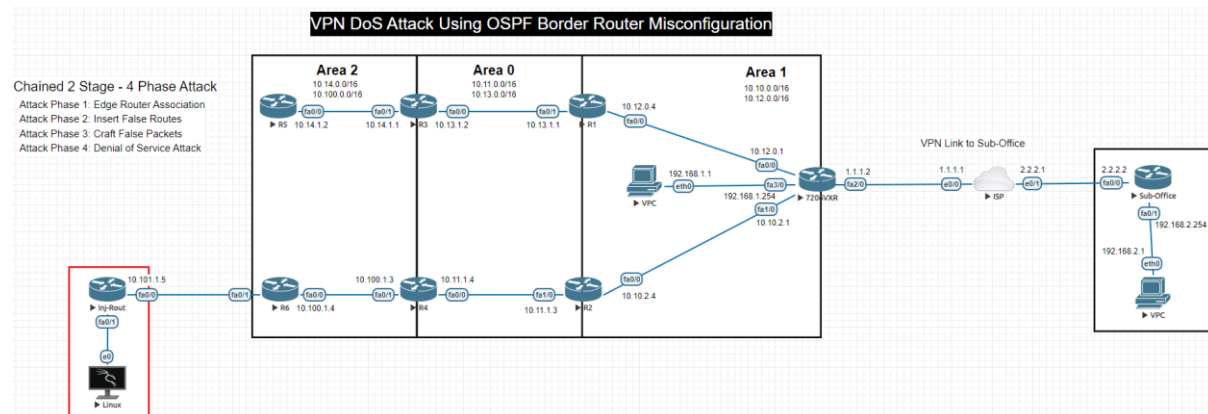 VPN DoS Attack Using OSPF Border Router Misconfiguration
Chained 2 Stage - 4 Phase Attack
Attack Phase 1: Edge Router Association
Attack Phase 2: Insert False Routes
Attack Phase 3: Craft False Packets
Attack Phase 4: Denial of Service Attack
Area 2
10.14.0.0/16
10.100.0.0/16
Area 0
10.11.0.0/16
10.13.0.0/16
Area 1
10.10.0.0/16
10.12.0.0/16
fa0/0
R5
10.14.1.2
fa0/1
10.14.1.1
R3
fa0/0
10.13.1.2
fa0/1
10.13.1.1
R1
10.12.0.4
fa0/0
10.12.0.1
fa0/0
VPC
192.168.1.1
eth0
fa3/0
192.168.1.254
fa1/0
10.10.2.1
7206VXR
1.1.1.2
fa2/0
VPN Link to Sub-Office
1.1.1.1
e0/0
ISP
2.2.2.1
e0/1
2.2.2.2
fa0/0
Sub-Office
fa0/1
192.168.2.254
192.168.2.1
eth0
VPC
10.101.1.5
fa0/0
Inj-Rout
fa0/1
e0
Linux
fa0/1
R6
fa0/0
10.100.1.4
10.100.1.3
fa0/1
R4
10.11.1.4
fa0/0
fa1/0
10.11.1.3
R2
fa0/0
10.10.2.4